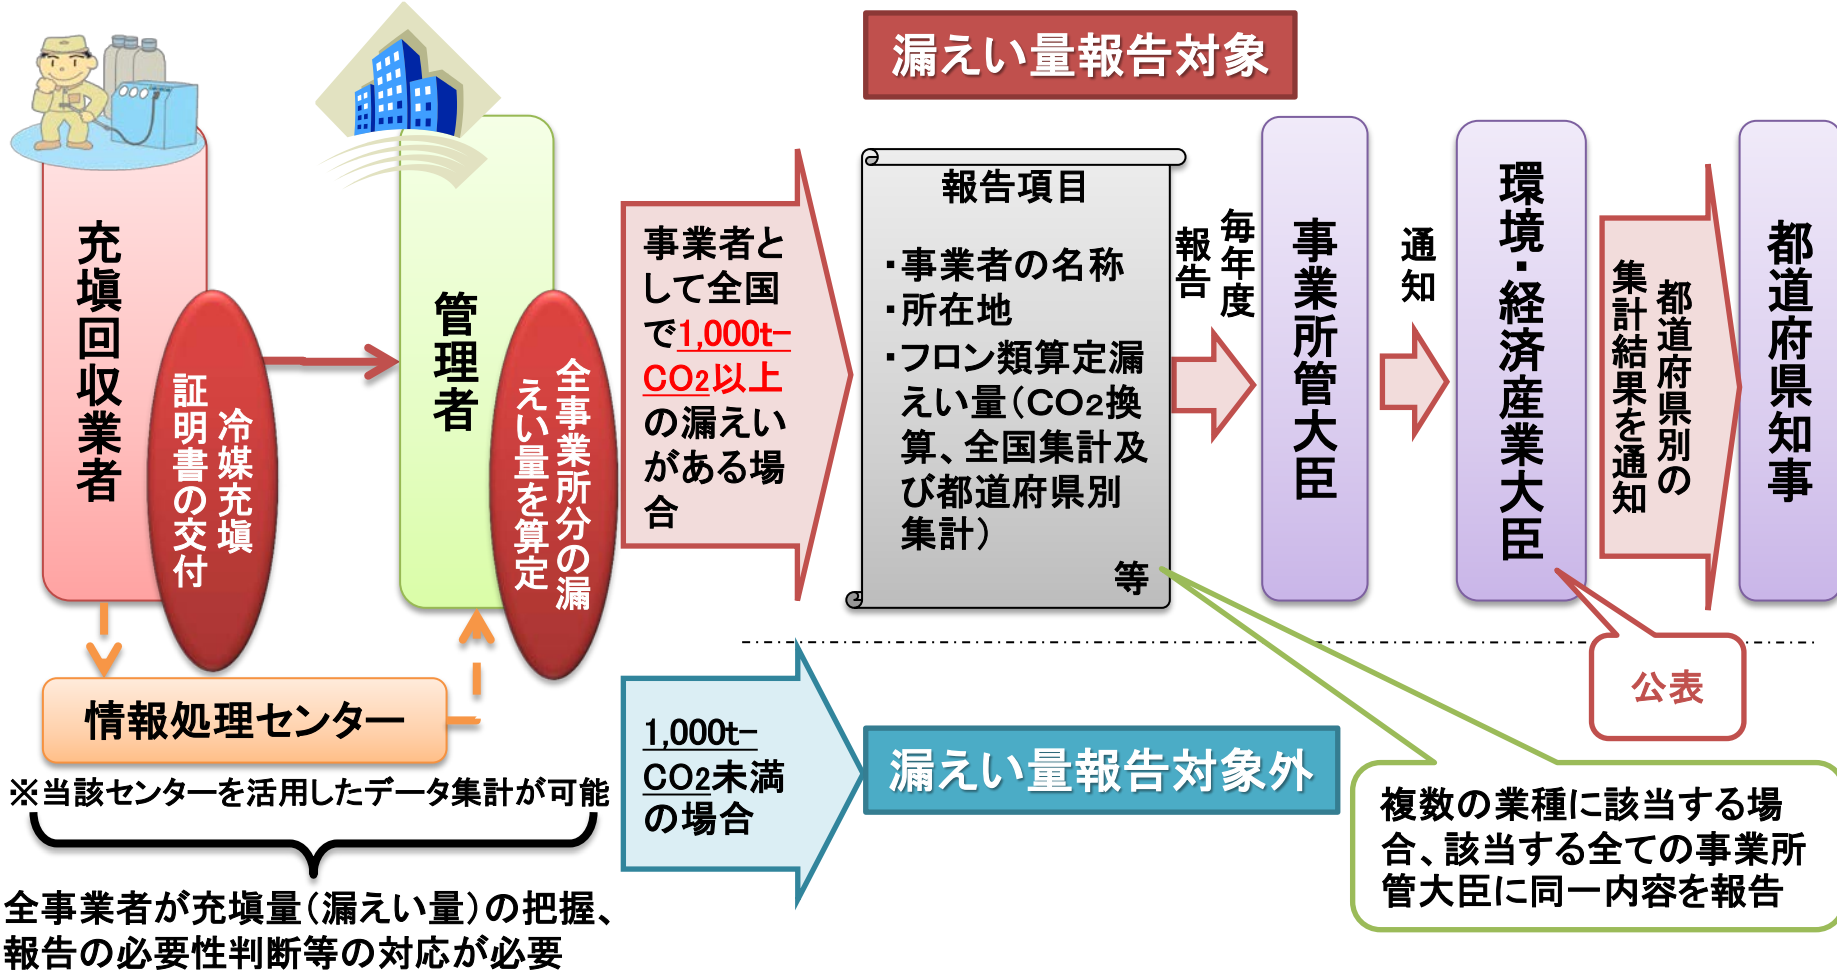 漏えい量報告対象
充塡回収業者
冷媒充塡
証明書の交付
管理者
全事業所分の漏
えい量を算定
事業者と
して全国
で1,000t-
CO2以上
の漏えい
がある場
合
報告項目
・事業者の名称
・所在地
・フロン類算定漏
えい量(CO2換
算、全国集計及
び都道府県別
集計)
等
毎年度
報告
事業所管大臣
通知
環境・経済産業大臣
都道府県別の
集計結果を通知
都道府県知事
公表
情報処理センター
※当該センターを活用したデータ集計が可能
全事業者が充塡量(漏えい量)の把握、
報告の必要性判断等の対応が必要
1,000t-
CO2未満
の場合
漏えい量報告対象外
複数の業種に該当する場
合、該当する全ての事業所
管大臣に同一内容を報告